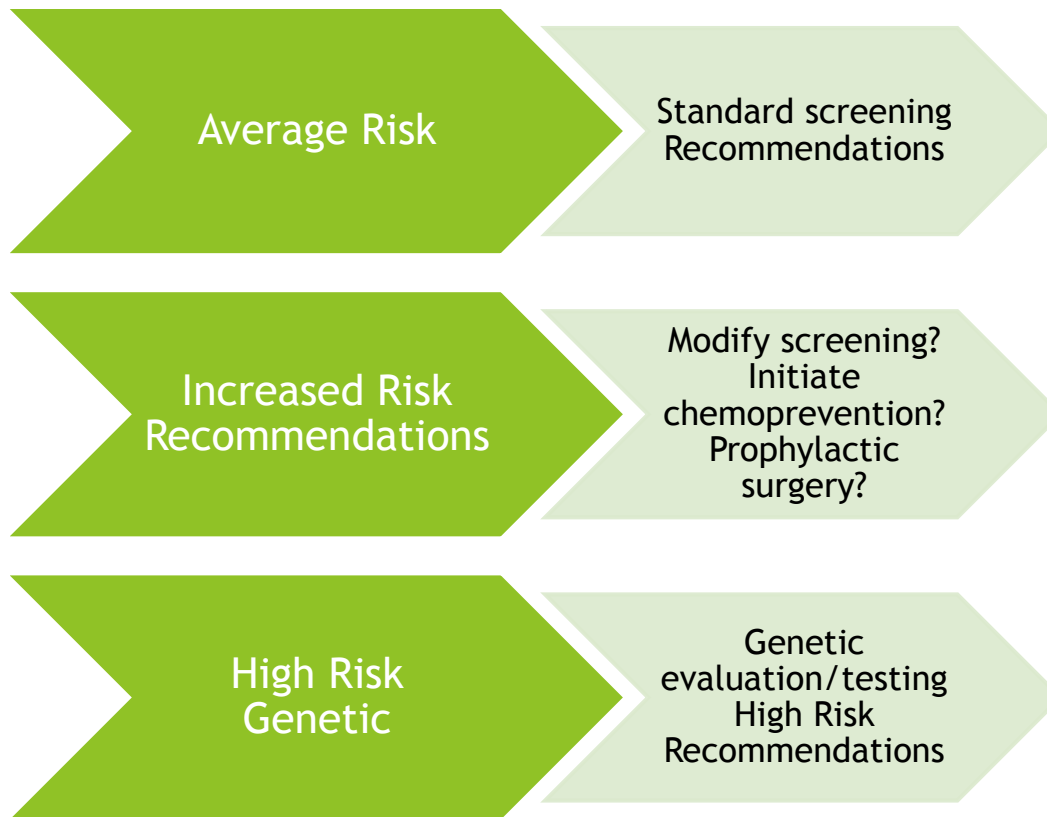 Average Risk
Standard screening
Recommendations
Increased Risk
Recommendations
Modify screening?
Initiate
chemoprevention?
Prophylactic
surgery?
High Risk
Genetic
Genetic
evaluation/testing
High Risk
Recommendations